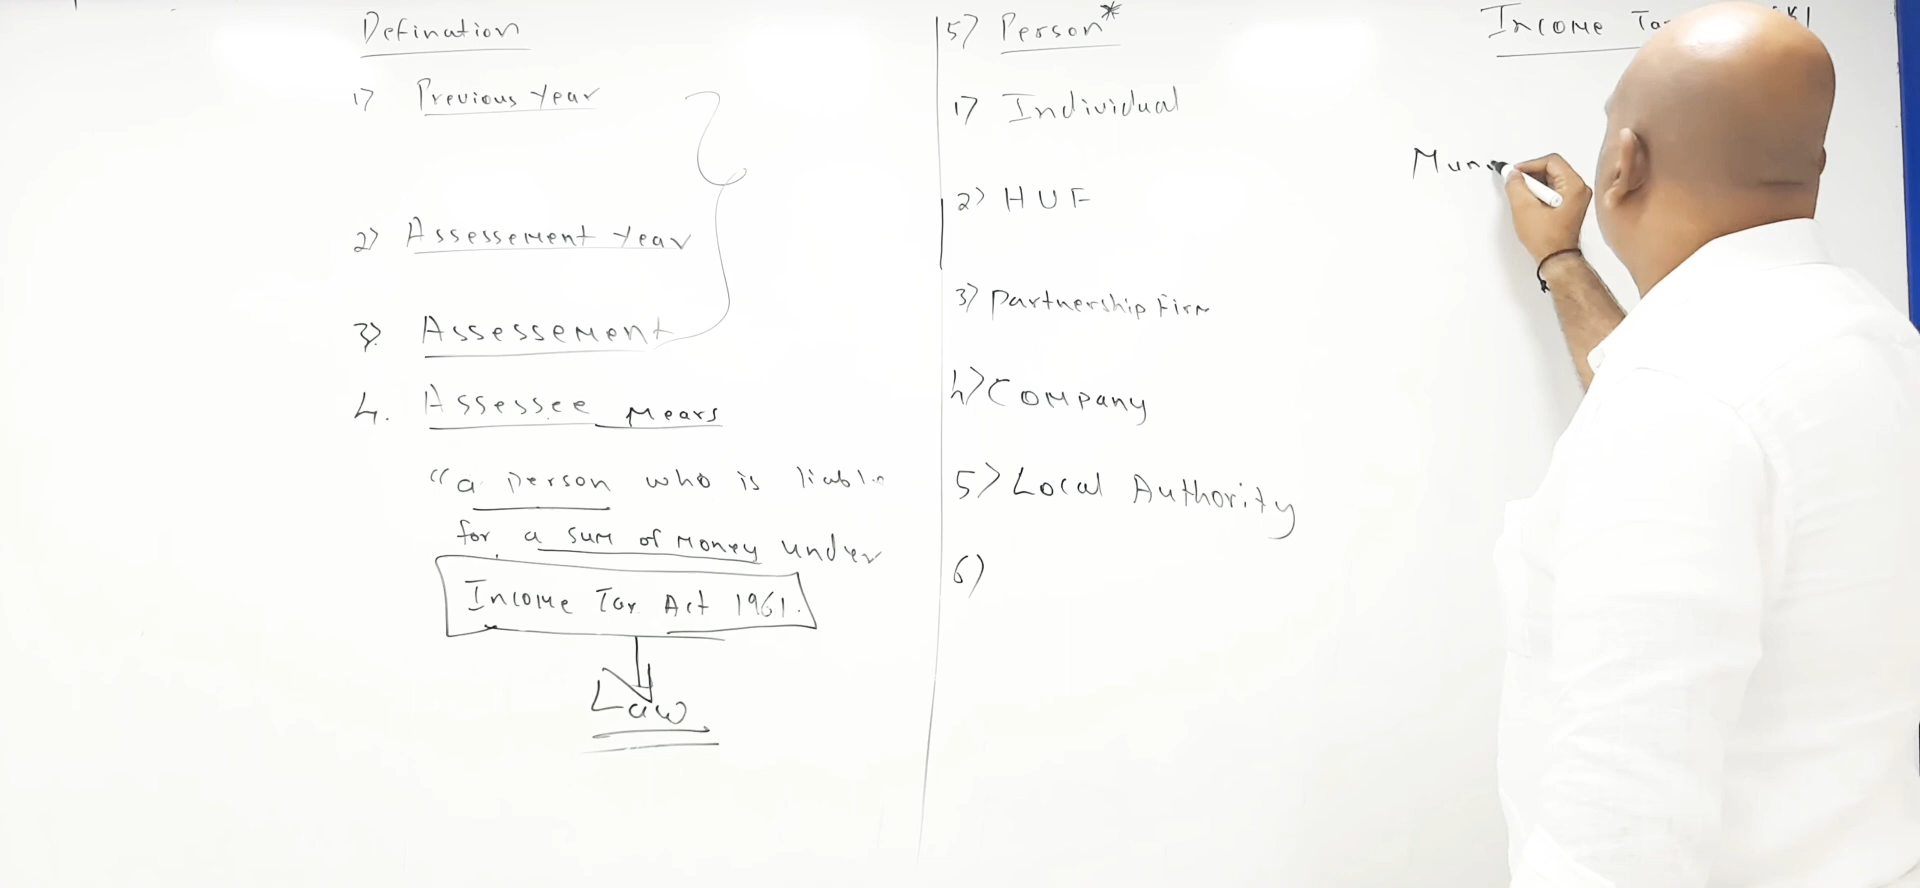 Defination
1) Previous year
2) Assessement year
3) Assessement
4. Assessee means
"a person who is liable
for a sum of money under
Income Tax Act 1961.
Law
5) Person*
1) Individual
2) HUF
3) Partnership Firm
4) Company
5) Local Authority
6)
Income